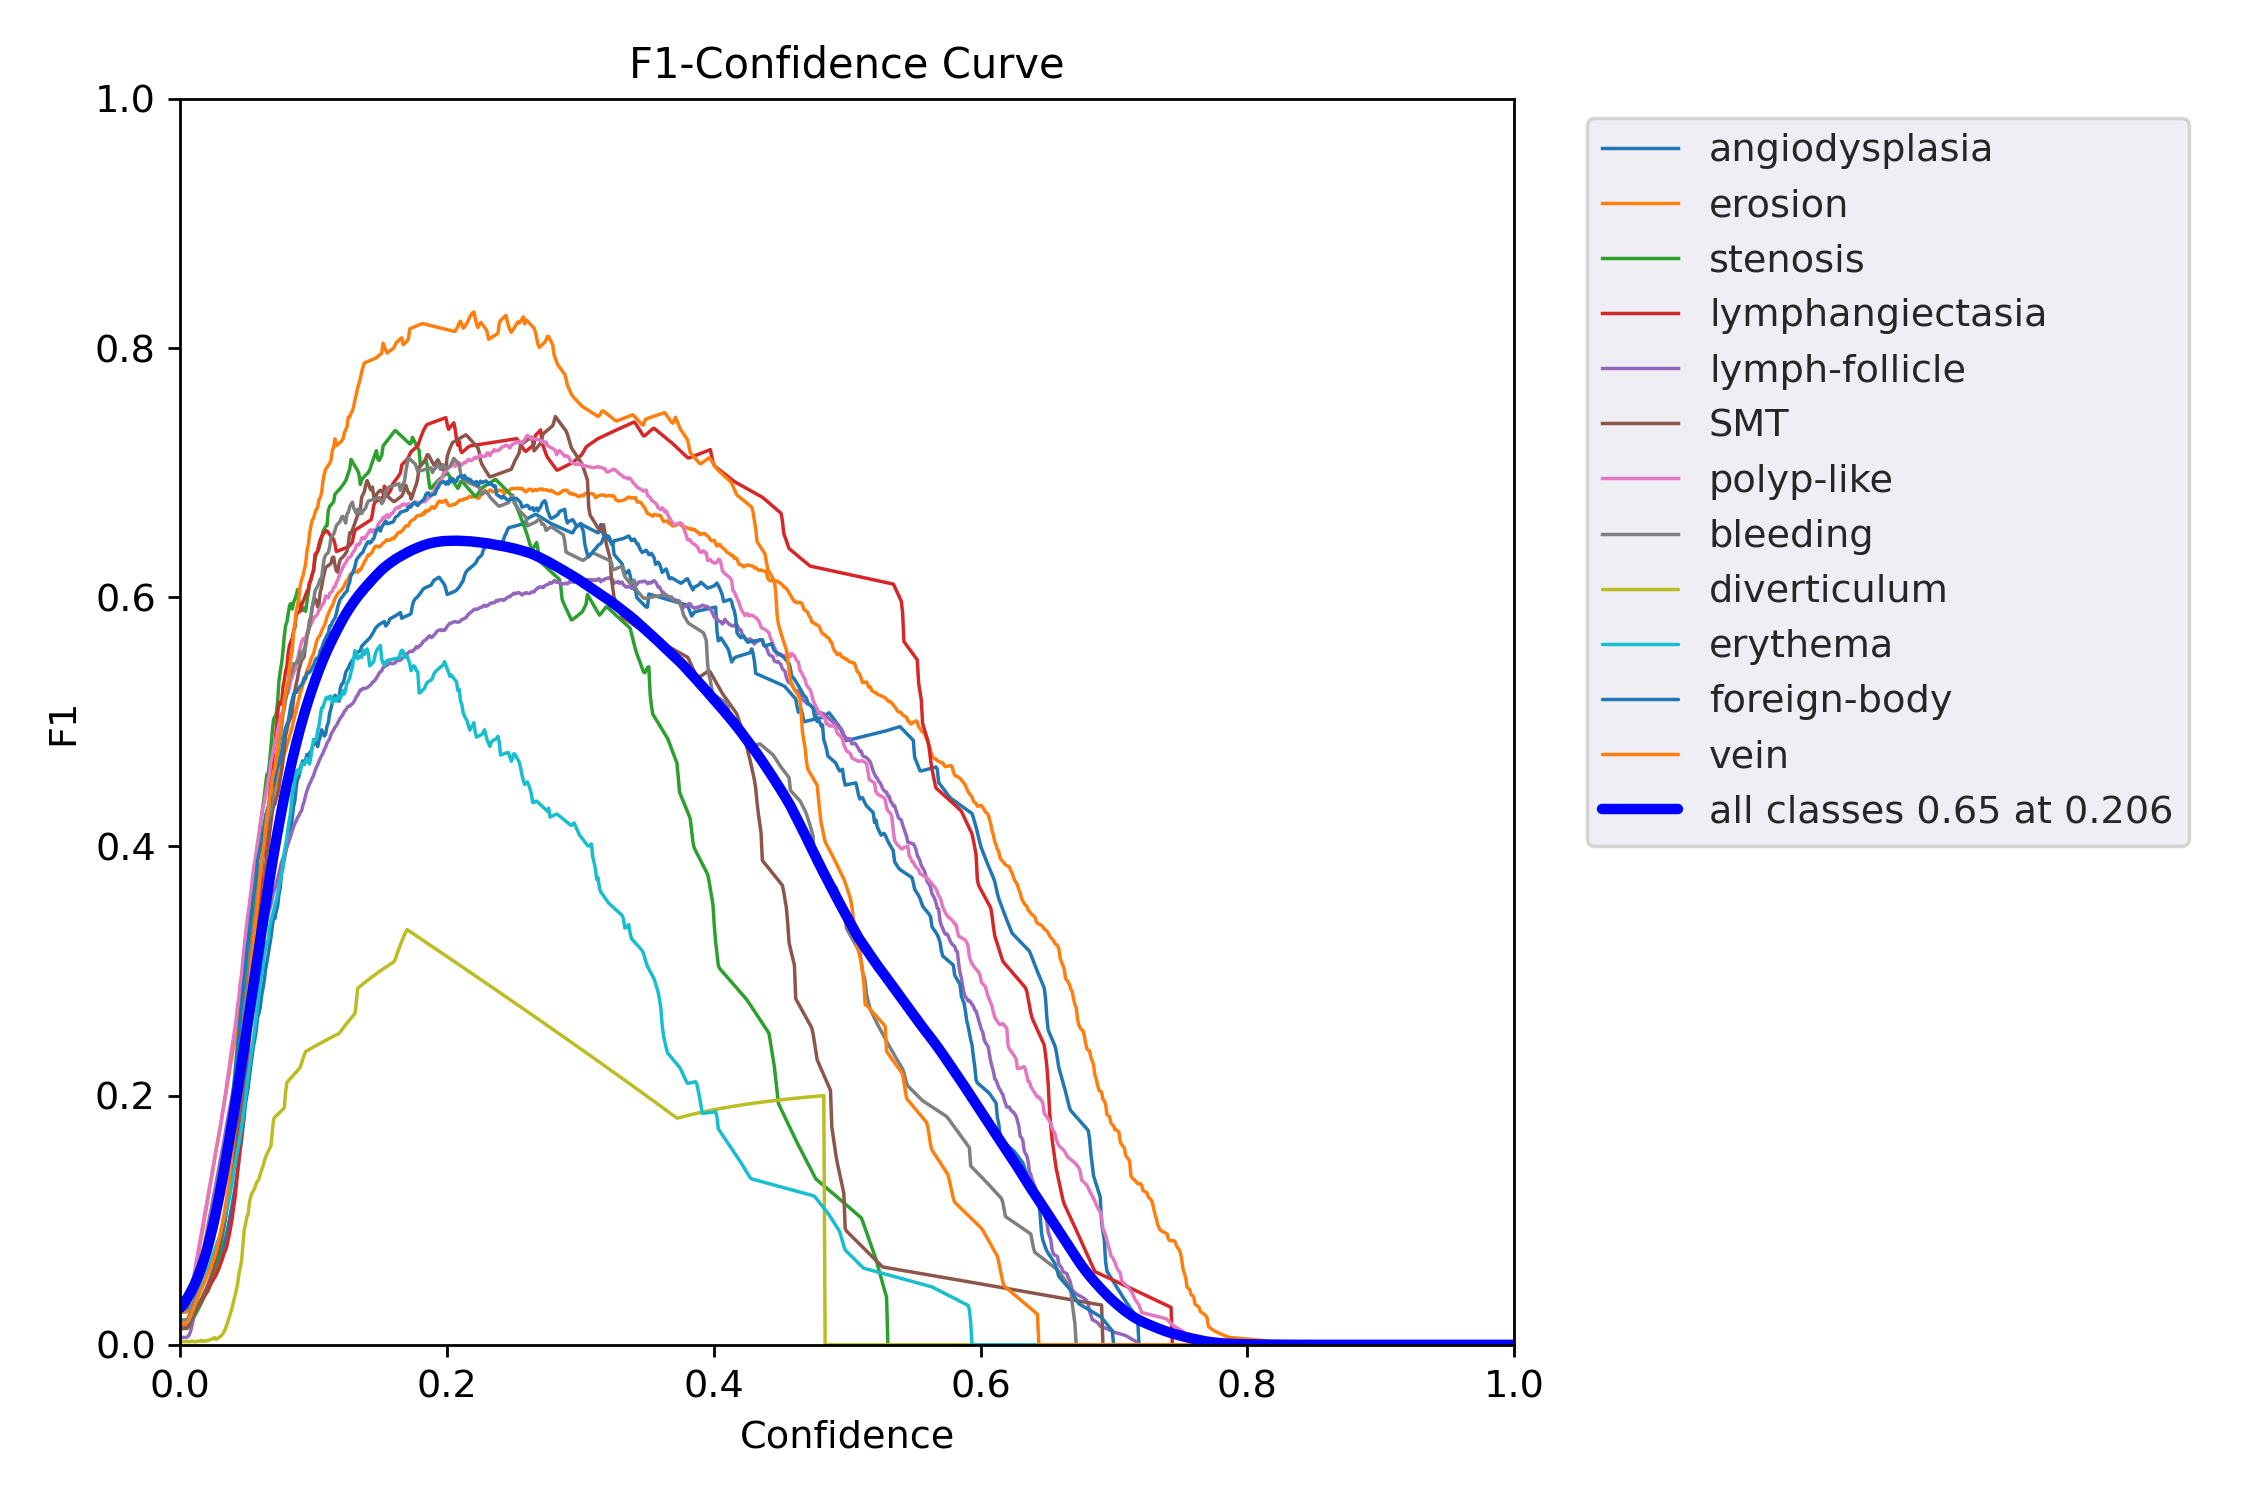 F1-Confidence Curve
1.0
0.8
0.6
0.4
0.2
0.0
F1
0.0 0.2 0.4 0.6 0.8 1.0
Confidence
angiodysplasia
erosion
stenosis
lymphangiectasia
lymph-follicle
SMT
polyp-like
bleeding
diverticulum
erythema
foreign-body
vein
all classes 0.65 at 0.206